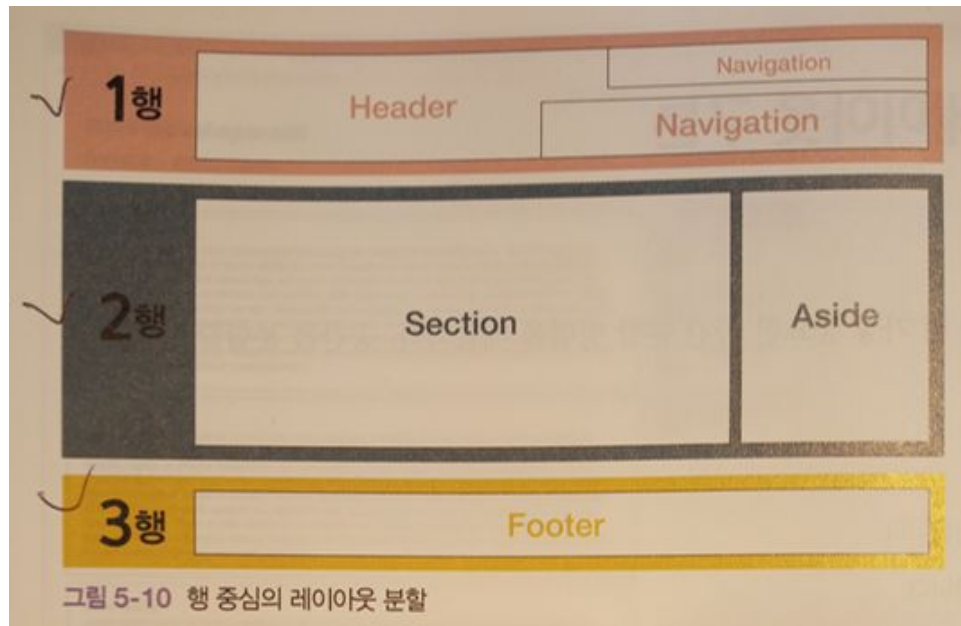 1행
Header
Navigation
Navigation
2행
Section
Aside
3행
Footer
그림 5-10 행 중심의 레이아웃 분할